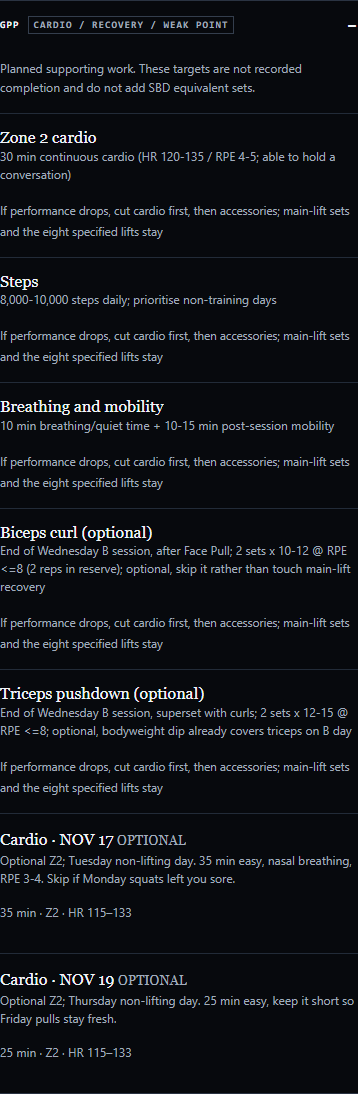 GPP CARDIO / RECOVERY / WEAK POINT –
Planned supporting work. These targets are not recorded
completion and do not add SBD equivalent sets.
Zone 2 cardio
30 min continuous cardio (HR 120-135 / RPE 4-5; able to hold a
conversation)
If performance drops, cut cardio first, then accessories; main-lift sets
and the eight specified lifts stay
Steps
8,000-10,000 steps daily; prioritise non-training days
If performance drops, cut cardio first, then accessories; main-lift sets
and the eight specified lifts stay
Breathing and mobility
10 min breathing/quiet time + 10-15 min post-session mobility
If performance drops, cut cardio first, then accessories; main-lift sets
and the eight specified lifts stay
Biceps curl (optional)
End of Wednesday B session, after Face Pull; 2 sets x 10-12 @ RPE
<=8 (2 reps in reserve); optional, skip it rather than touch main-lift
recovery
If performance drops, cut cardio first, then accessories; main-lift sets
and the eight specified lifts stay
Triceps pushdown (optional)
End of Wednesday B session, superset with curls; 2 sets x 12-15 @
RPE <=8; optional, bodyweight dip already covers triceps on B day
If performance drops, cut cardio first, then accessories; main-lift sets
and the eight specified lifts stay
Cardio · NOV 17 OPTIONAL
Optional Z2; Tuesday non-lifting day. 35 min easy, nasal breathing,
RPE 3-4. Skip if Monday squats left you sore.
35 min · Z2 · HR 115–133
Cardio · NOV 19 OPTIONAL
Optional Z2; Thursday non-lifting day. 25 min easy, keep it short so
Friday pulls stay fresh.
25 min · Z2 · HR 115–133